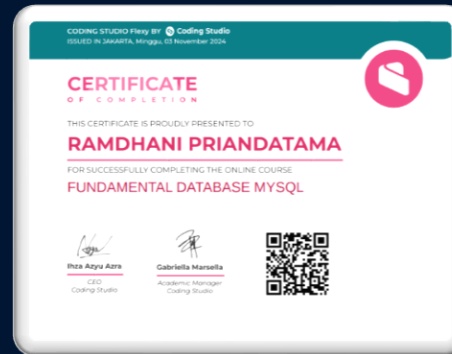 CODING STUDIO Flexy BY Coding Studio
ISSUED IN JAKARTA, Minggu, 03 November 2024
CERTIFICATE
OF COMPLETION
THIS CERTIFICATE IS PROUDLY PRESENTED TO
RAMDHANI PRIANDATAMA
FOR SUCCESSFULLY COMPLETING THE ONLINE COURSE
FUNDAMENTAL DATABASE MYSQL
Ihza Azyu Azra
CEO
Coding Studio
Gabriella Marsella
Academic Manager
Coding Studio